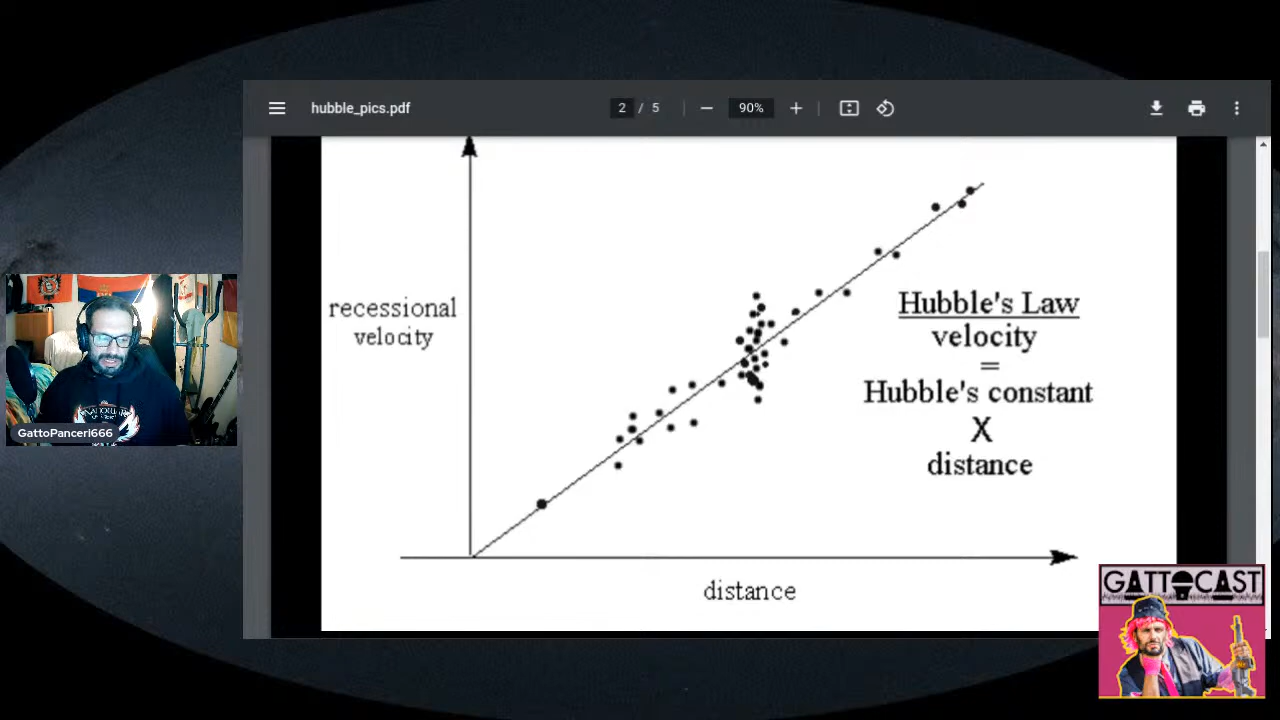 hubble_pics.pdf
2 / 5
90%
recessional
velocity
Hubble's Law
velocity
=
Hubble's constant
X
distance
distance
GattoPanceri666
GATTOCAST